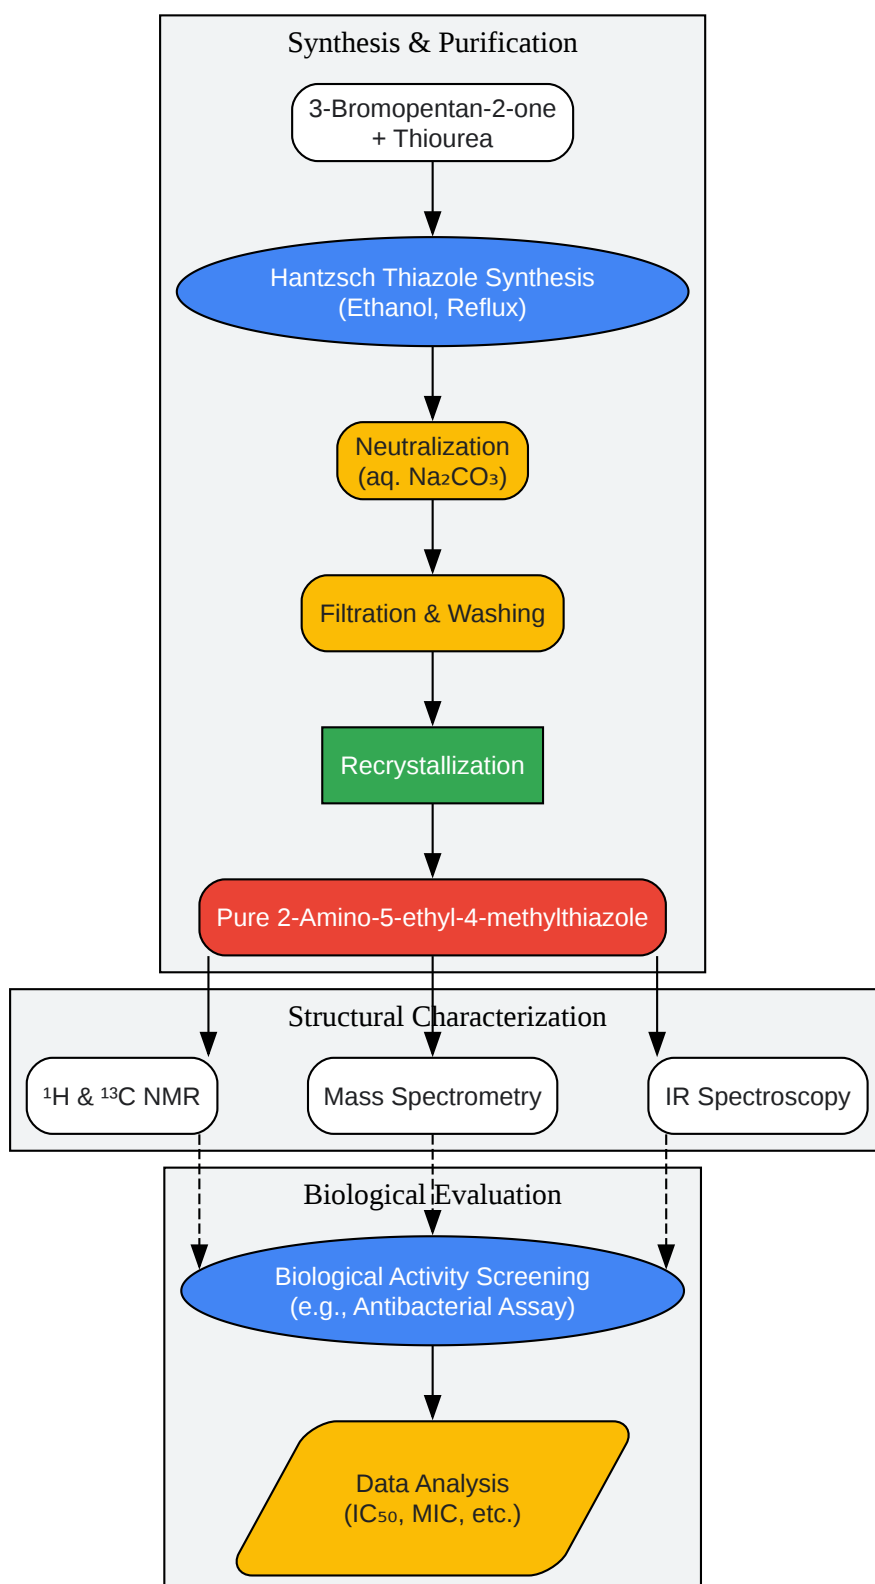 Synthesis & Purification
3-Bromopentan-2-one
+ Thiourea
Hantzsch Thiazole Synthesis
(Ethanol, Reflux)
Neutralization
(aq. Na₂CO₃)
Filtration & Washing
Recrystallization
Pure 2-Amino-5-ethyl-4-methylthiazole
Structural Characterization
¹H & ¹³C NMR
Mass Spectrometry
IR Spectroscopy
Biological Evaluation
Biological Activity Screening
(e.g., Antibacterial Assay)
Data Analysis
(IC₅₀, MIC, etc.)